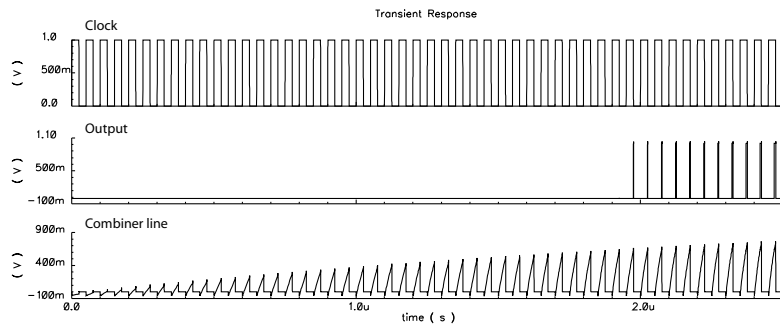 Transient Response
Clock
1.0
500m
0.0
( V )
Output
1.10
500m
-100m
( V )
Combiner line
900m
400m
-100m
( V )
0.0 1.0u 2.0u
time ( s )